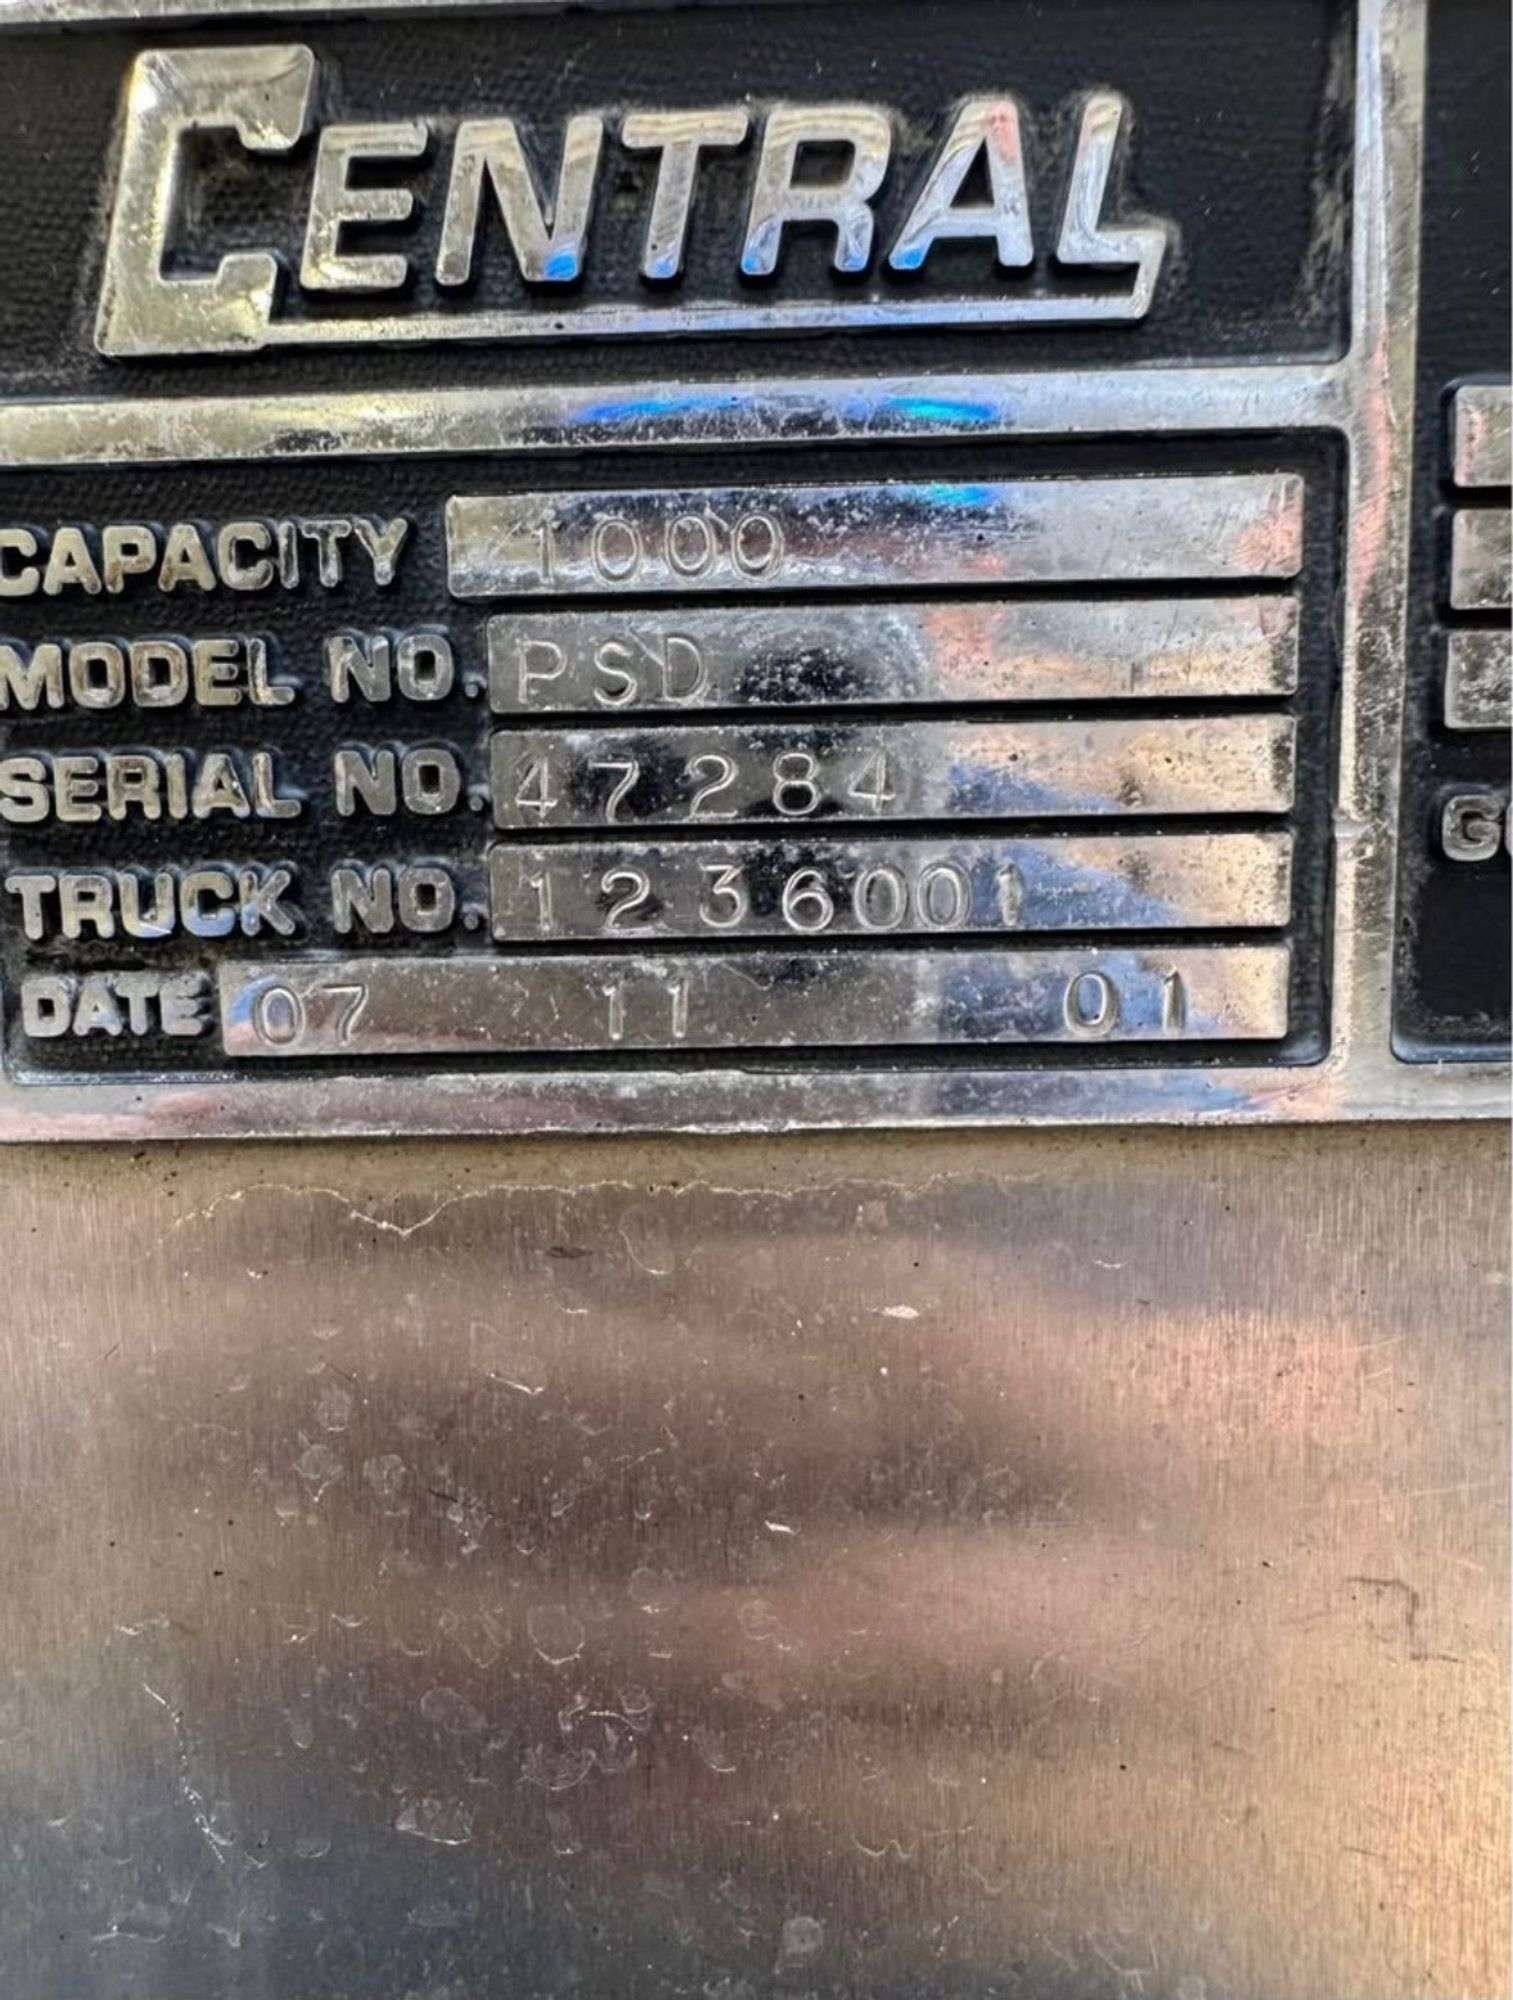 CENTRAL
CAPACITY 1000
MODEL NO. PSD
SERIAL NO. 47284
TRUCK NO. 1236001
DATE 07 11 01